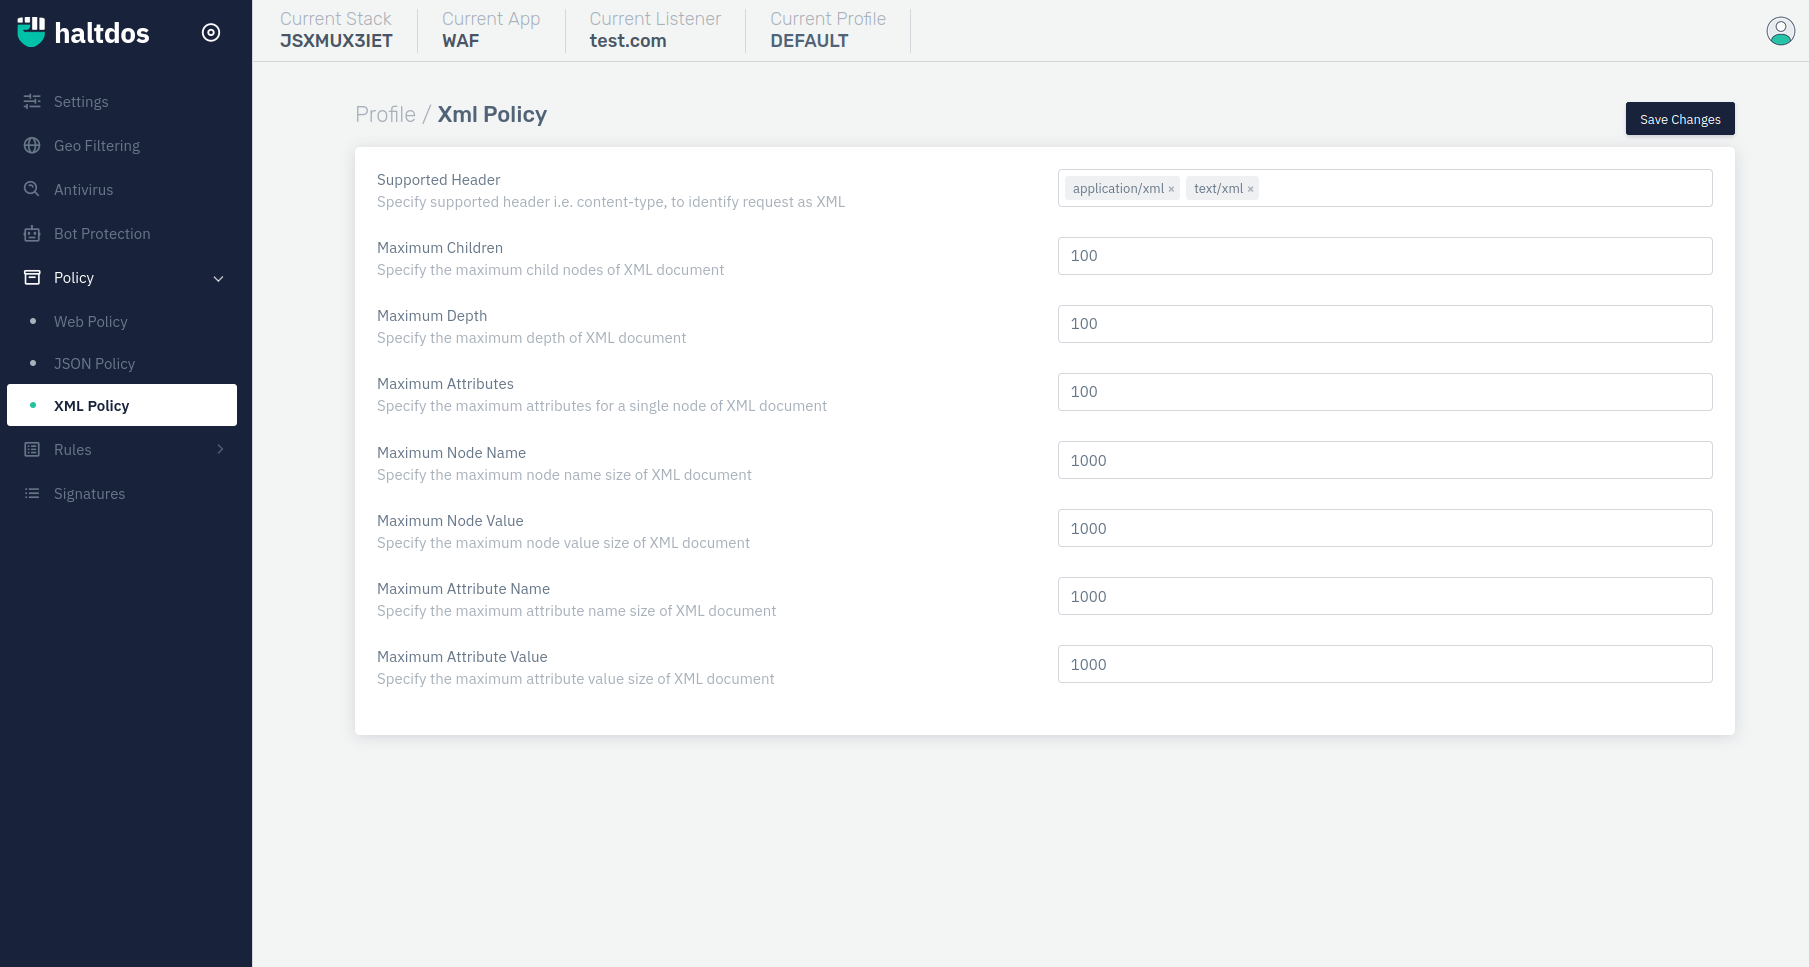 haltdos
Settings
Geo Filtering
Antivirus
Bot Protection
Policy
Web Policy
JSON Policy
XML Policy
Rules
Signatures
Current Stack
JSXMUX3IET
Current App
WAF
Current Listener
test.com
Current Profile
DEFAULT
Profile / Xml Policy
Save Changes
Supported Header
Specify supported header i.e. content-type, to identify request as XML
application/xml × text/xml ×
Maximum Children
Specify the maximum child nodes of XML document
100
Maximum Depth
Specify the maximum depth of XML document
100
Maximum Attributes
Specify the maximum attributes for a single node of XML document
100
Maximum Node Name
Specify the maximum node name size of XML document
1000
Maximum Node Value
Specify the maximum node value size of XML document
1000
Maximum Attribute Name
Specify the maximum attribute name size of XML document
1000
Maximum Attribute Value
Specify the maximum attribute value size of XML document
1000